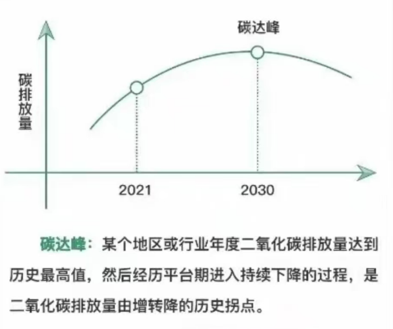 碳达峰
碳排放量
2021 2030
碳达峰：某个地区或行业年度二氧化碳排放量达到
历史最高值，然后经历平台期进入持续下降的过程，是
二氧化碳排放量由增转降的历史拐点。